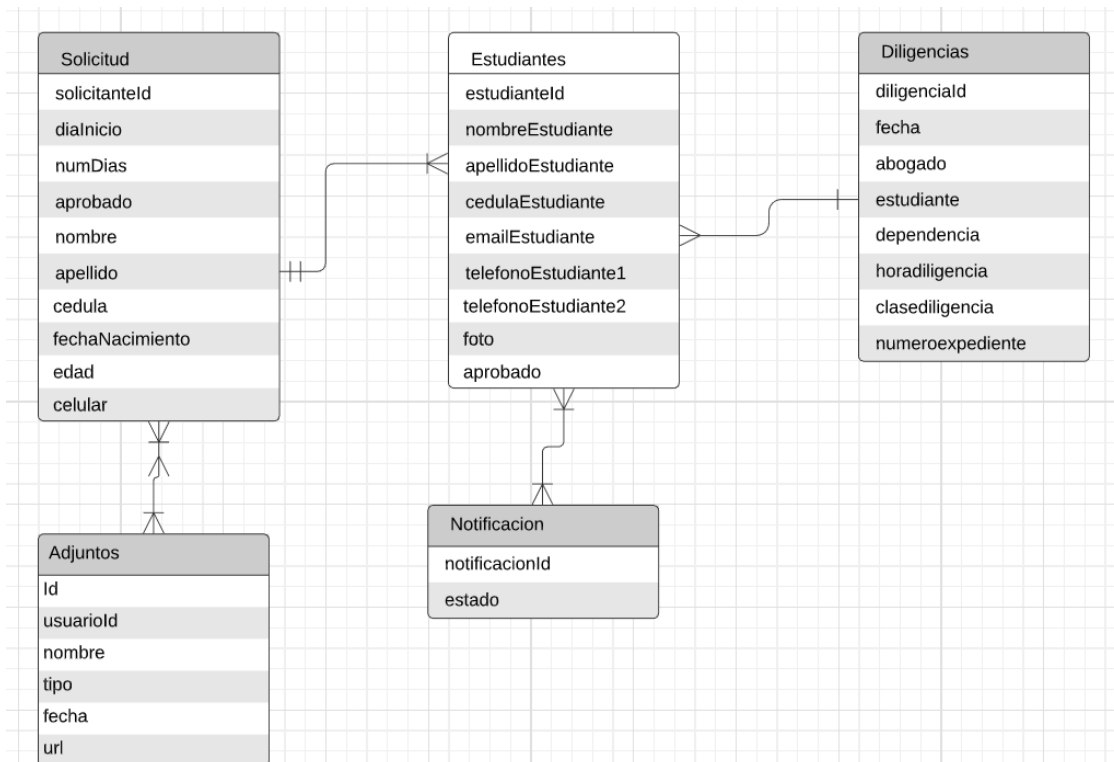 Solicitud
solicitanteId
diaInicio
numDias
aprobado
nombre
apellido
cedula
fechaNacimiento
edad
celular
Estudiantes
estudianteId
nombreEstudiante
apellidoEstudiante
cedulaEstudiante
emailEstudiante
telefonoEstudiante1
telefonoEstudiante2
foto
aprobado
Diligencias
diligenciaId
fecha
abogado
estudiante
dependencia
horadiligencia
clasediligencia
numeroexpediente
Adjuntos
Id
usuarioId
nombre
tipo
fecha
url
Notificacion
notificacionId
estado